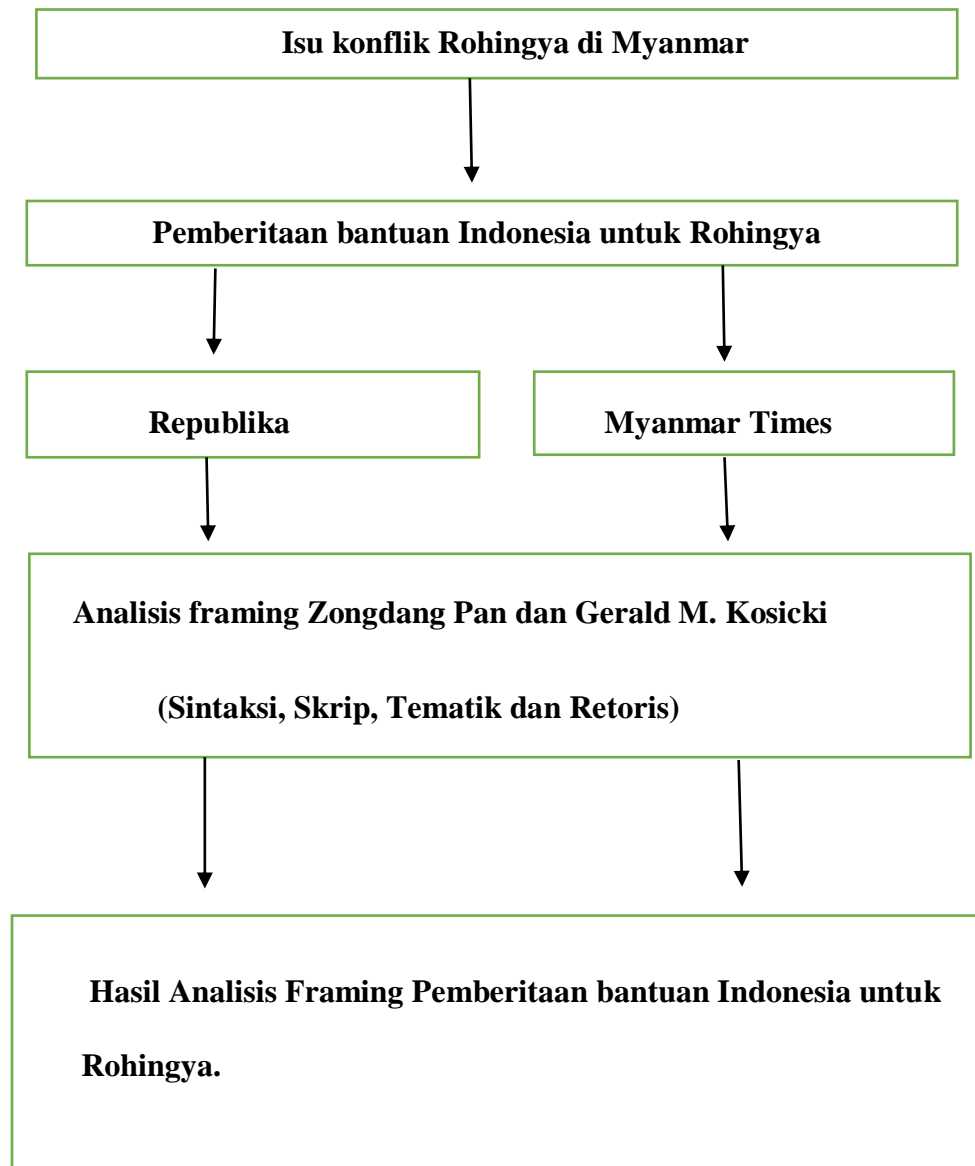 Isu konflik Rohingya di Myanmar
Pemberitaan bantuan Indonesia untuk Rohingya
Republika
Myanmar Times
Analisis framing Zongdang Pan dan Gerald M. Kosicki
(Sintaksi, Skrip, Tematik dan Retoris)
Hasil Analisis Framing Pemberitaan bantuan Indonesia untuk
Rohingya.